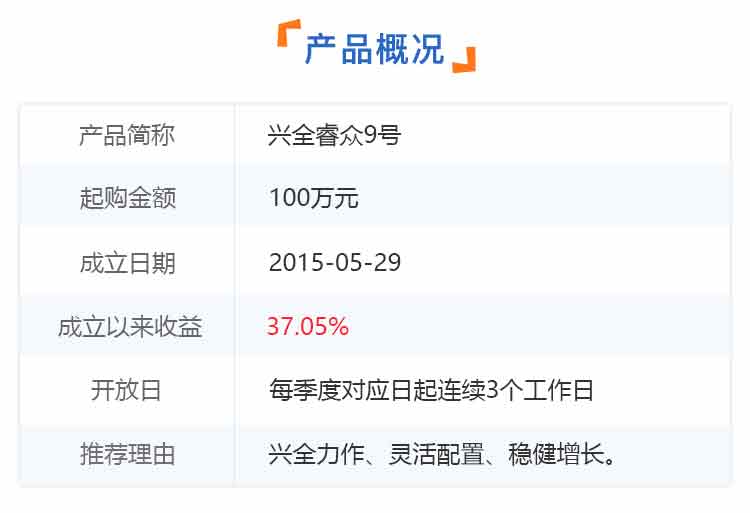 产品概况
产品简称 兴全睿众9号
起购金额 100万元
成立日期 2015-05-29
成立以来收益 37.05%
开放日 每季度对应日起连续3个工作日
推荐理由 兴全力作、灵活配置、稳健增长。